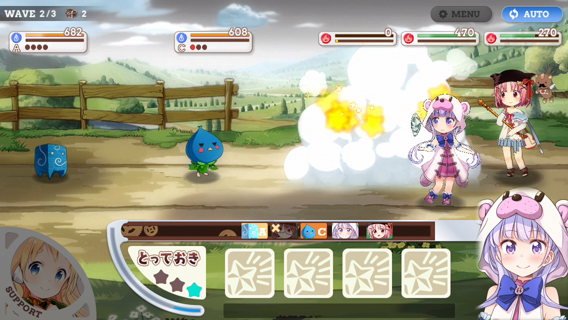 WAVE 2/3 2
MENU
AUTO
682
A
608
C
0
470
270
A
C
とっておき
SUPPORT